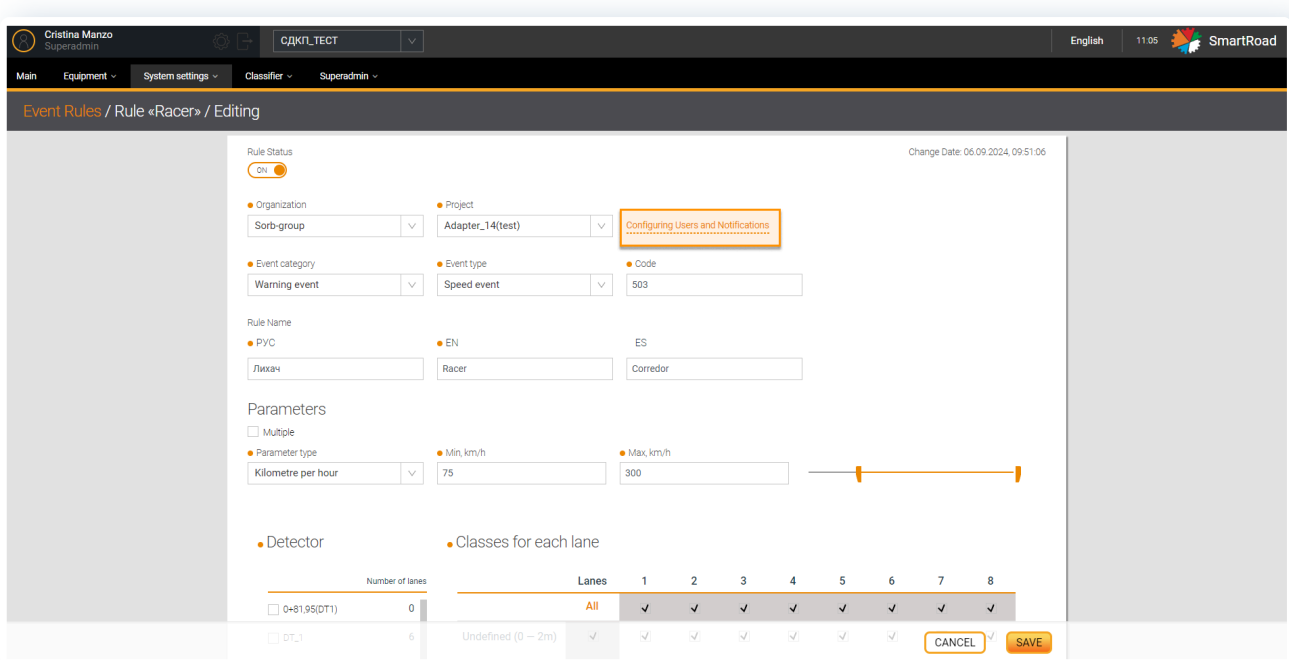 Cristina Manzo
Superadmin
СДКП_ТЕСТ
English
11:05
SmartRoad
Main
Equipment
System settings
Classifier
Superadmin
Event Rules / Rule «Racer» / Editing
Rule Status
Change Date: 06.09.2024, 09:51:06
ON
Organization
Project
Sorb-group
Adapter_14(test)
Configuring Users and Notifications
Event category
Event type
Code
Warning event
Speed event
503
Rule Name
РУС
EN
ES
Лихач
Racer
Corredor
Parameters
Multiple
Parameter type
Min, km/h
Max, km/h
Kilometre per hour
75
300
Detector
Classes for each lane
Number of lanes
Lanes 1 2 3 4 5 6 7 8
0+81,95(DT1) 0
All
DT_1 6
Undefined (0 – 2m)
CANCEL
SAVE